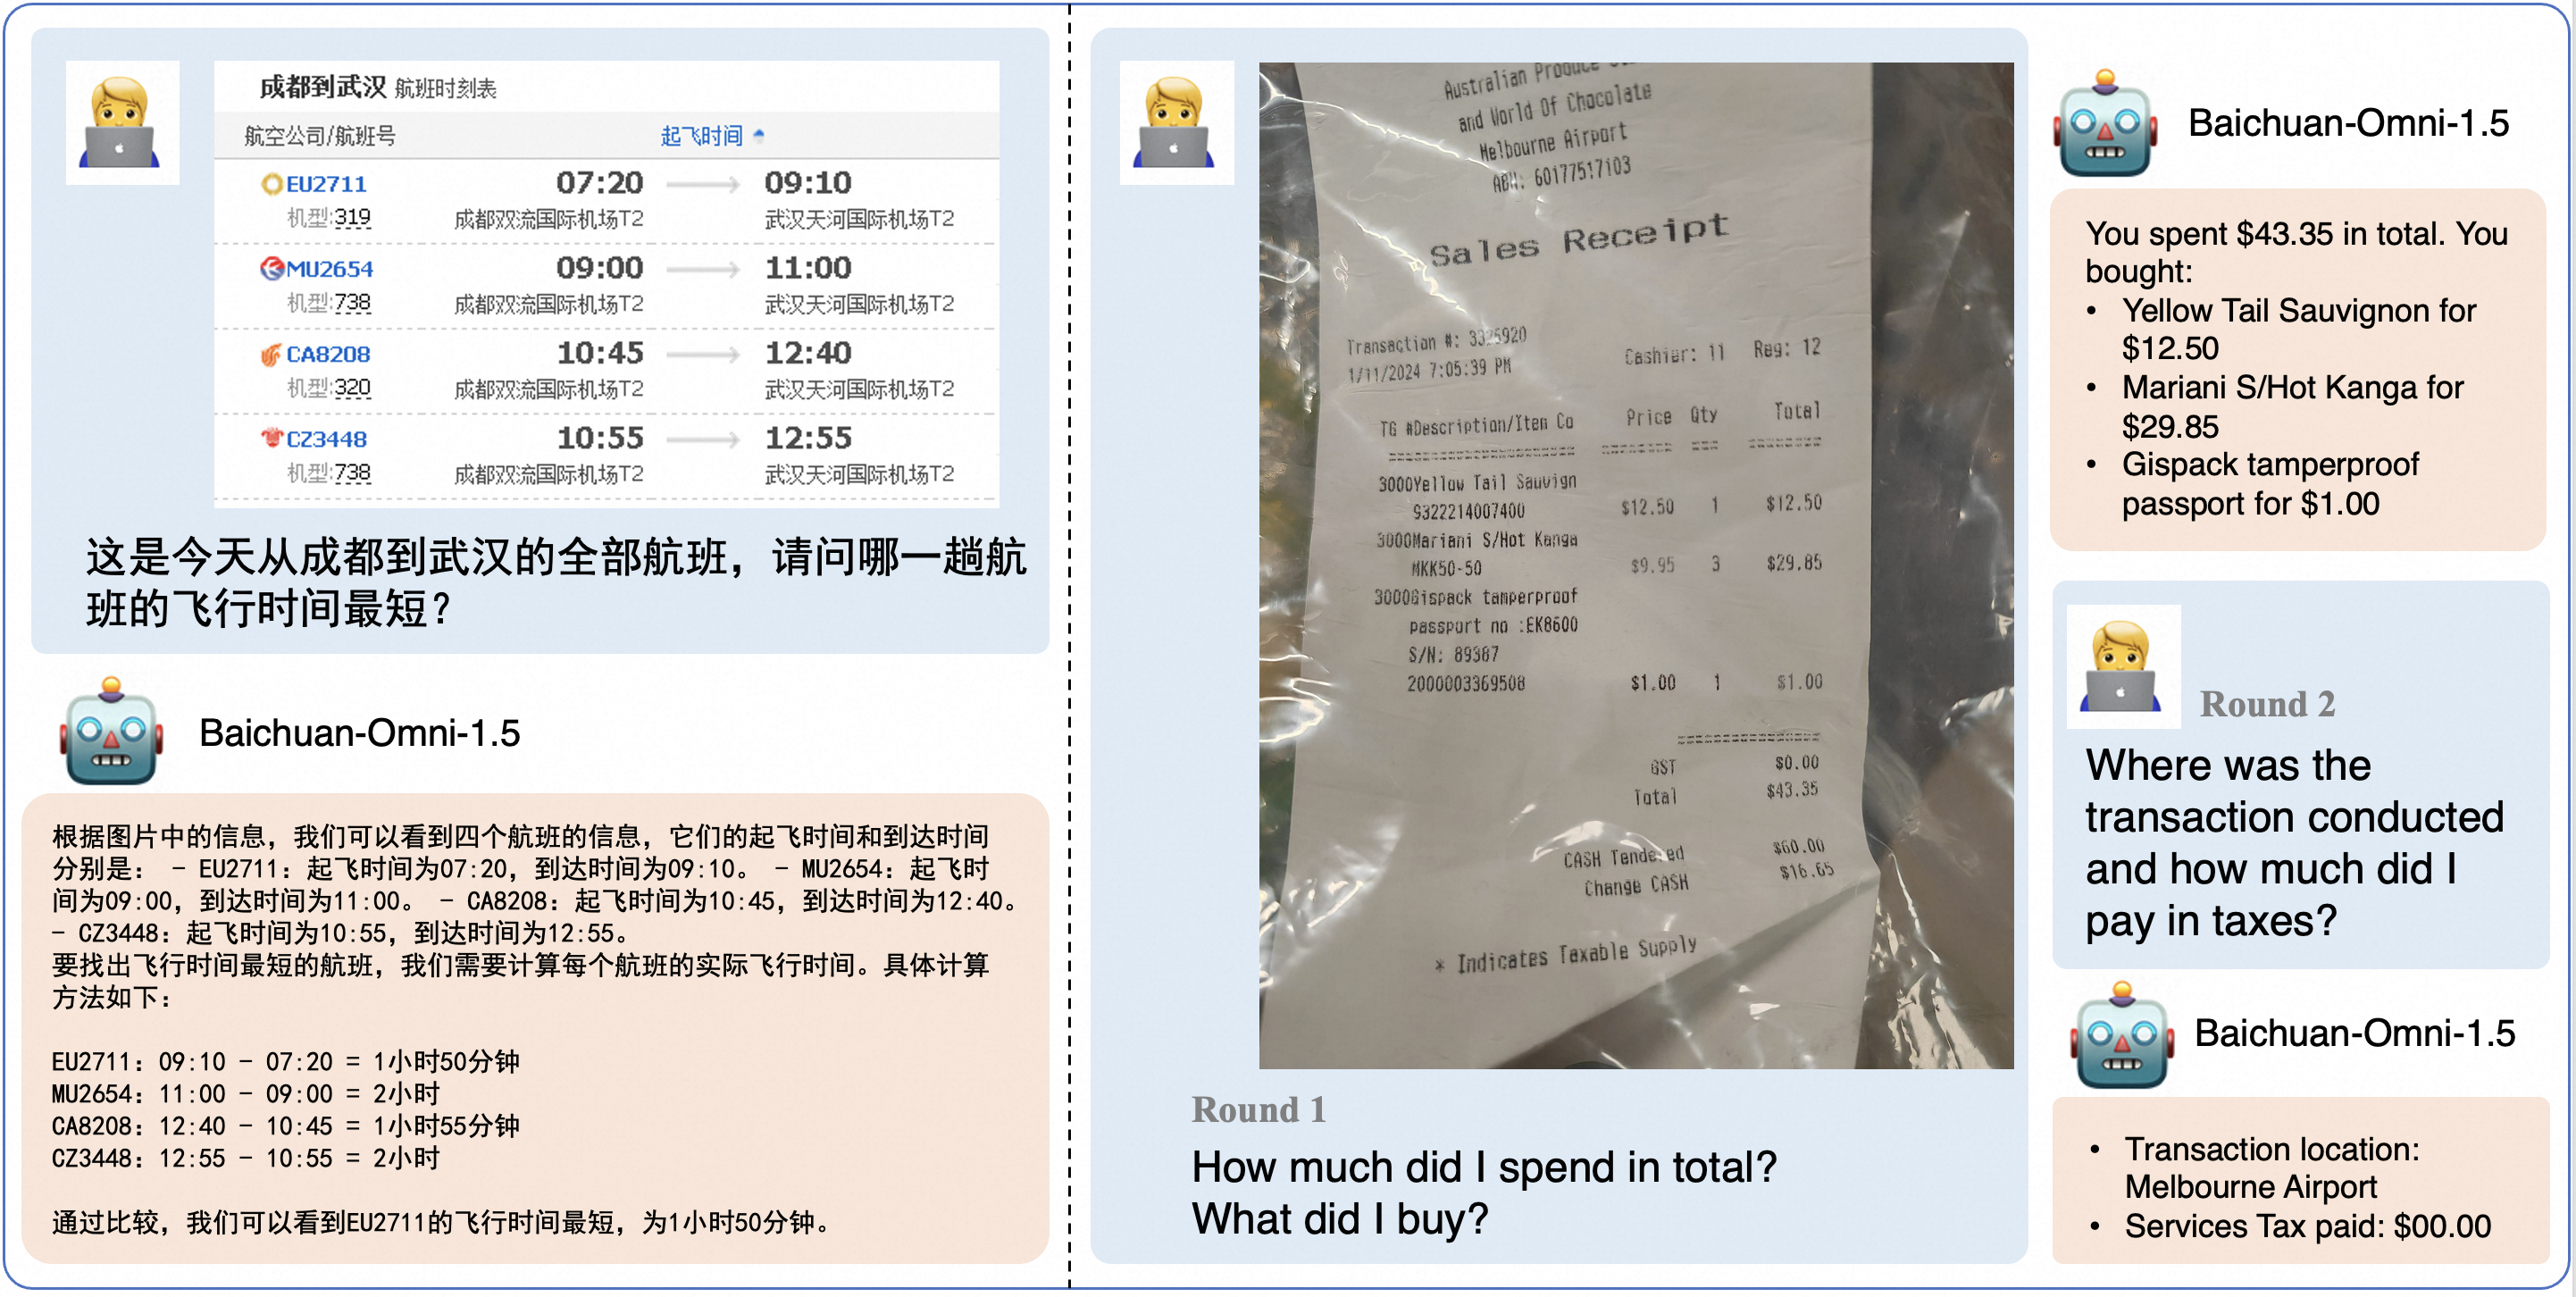 成都到武汉 航班时刻表
航空公司/航班号 起飞时间
EU2711 07:20 09:10
机型:319 成都双流国际机场T2 武汉天河国际机场T2
MU2654 09:00 11:00
机型:738 成都双流国际机场T2 武汉天河国际机场T2
CA8208 10:45 12:40
机型:320 成都双流国际机场T2 武汉天河国际机场T2
CZ3448 10:55 12:55
机型:738 成都双流国际机场T2 武汉天河国际机场T2
这是今天从成都到武汉的全部航班，请问哪一趟航
班的飞行时间最短？
Baichuan-Omni-1.5
根据图片中的信息，我们可以看到四个航班的信息，它们的起飞时间和到达时间
分别是： - EU2711：起飞时间为07:20，到达时间为09:10。 - MU2654：起飞时
间为09:00，到达时间为11:00。 - CA8208：起飞时间为10:45，到达时间为12:40。
- CZ3448：起飞时间为10:55，到达时间为12:55。
要找出飞行时间最短的航班，我们需要计算每个航班的实际飞行时间。具体计算
方法如下：
EU2711：09:10 - 07:20 = 1小时50分钟
MU2654：11:00 - 09:00 = 2小时
CA8208：12:40 - 10:45 = 1小时55分钟
CZ3448：12:55 - 10:55 = 2小时
通过比较，我们可以看到EU2711的飞行时间最短，为1小时50分钟。
Australian Produce
and World Of Chocolate
Melbourne Airport
ABN: 60177517103
Sales Receipt
Transaction #: 3325920 Cashier: 11 Reg: 12
1/11/2024 7:05:39 PM
TG #Description/Item Co Price Qty Total
3000Yellow Tail Sauvign
9322214007400 $12.50 1 $12.50
3000Mariani S/Hot Kanga
MKK50-50 $9.95 3 $29.85
3000Gispack tamperproof
passport no :EK8600
S/N: 89387
2000003369508 $1.00 1 $1.00
GST $0.00
Total $43.35
CASH Tendered $60.00
Change CASH $16.65
* Indicates Taxable Supply
Round 1
How much did I spend in total?
What did I buy?
Baichuan-Omni-1.5
You spent $43.35 in total. You
bought:
• Yellow Tail Sauvignon for
$12.50
• Mariani S/Hot Kanga for
$29.85
• Gispack tamperproof
passport for $1.00
Round 2
Where was the
transaction conducted
and how much did I
pay in taxes?
Baichuan-Omni-1.5
• Transaction location:
Melbourne Airport
• Services Tax paid: $00.00